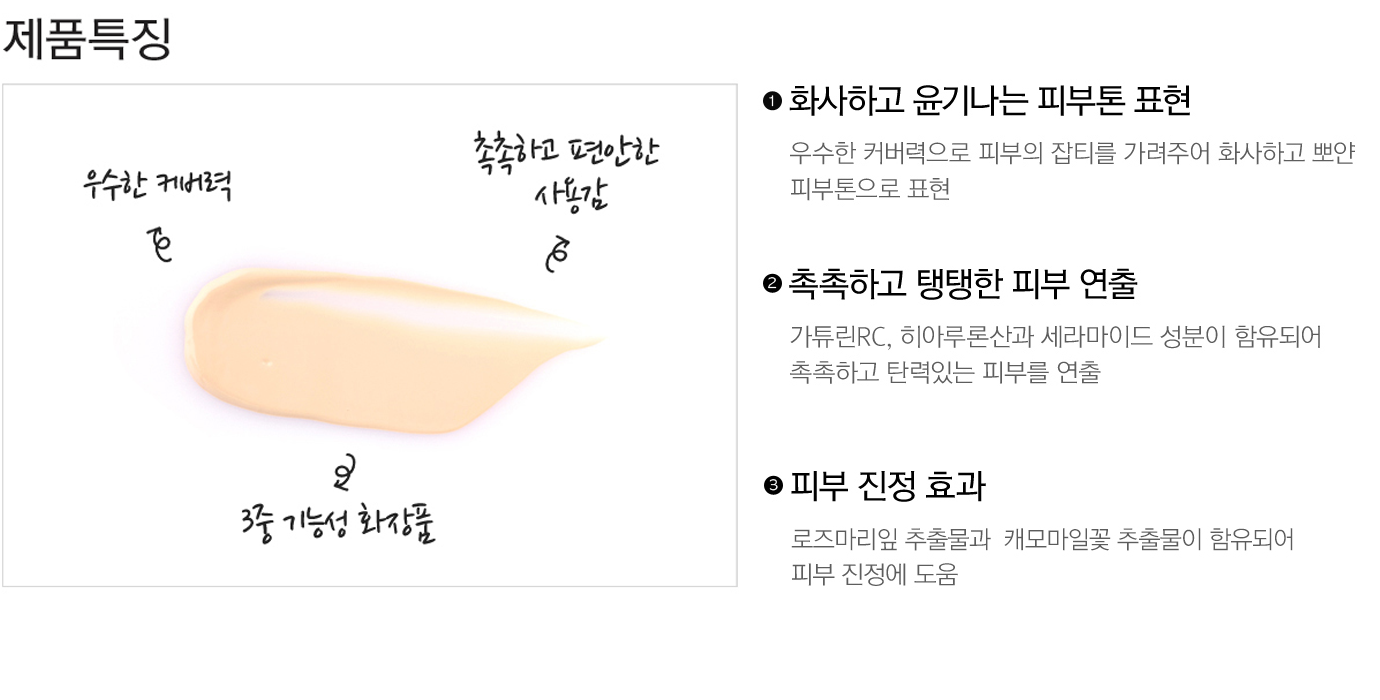 제품특징
우수한 커버력
촉촉하고 편안한
사용감
3중 기능성 화장품
❶ 화사하고 윤기나는 피부톤 표현
우수한 커버력으로 피부의 잡티를 가려주어 화사하고 뽀얀
피부톤으로 표현
❷ 촉촉하고 탱탱한 피부 연출
가튜린RC, 히아루론산과 세라마이드 성분이 함유되어
촉촉하고 탄력있는 피부를 연출
❸ 피부 진정 효과
로즈마리잎 추출물과 캐모마일꽃 추출물이 함유되어
피부 진정에 도움